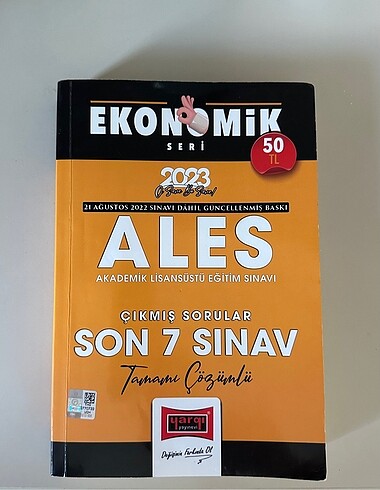 EKONOMİK
SERİ
50
TL
2023
21 AĞUSTOS 2022 SINAVI DAHİL GÜNCELLENMİŞ BASKI
ALES
AKADEMİK LİSANSÜSTÜ EĞİTİM SINAVI
ÇIKMIŞ SORULAR
SON 7 SINAV
Tamamı Çözümlü
yargı
yayınevi
Değişimin Farkında Ol